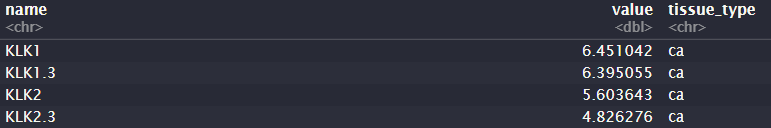 name value tissue_type
<chr> <dbl> <chr>
KLK1 6.451042 ca
KLK1.3 6.395055 ca
KLK2 5.603643 ca
KLK2.3 4.826276 ca